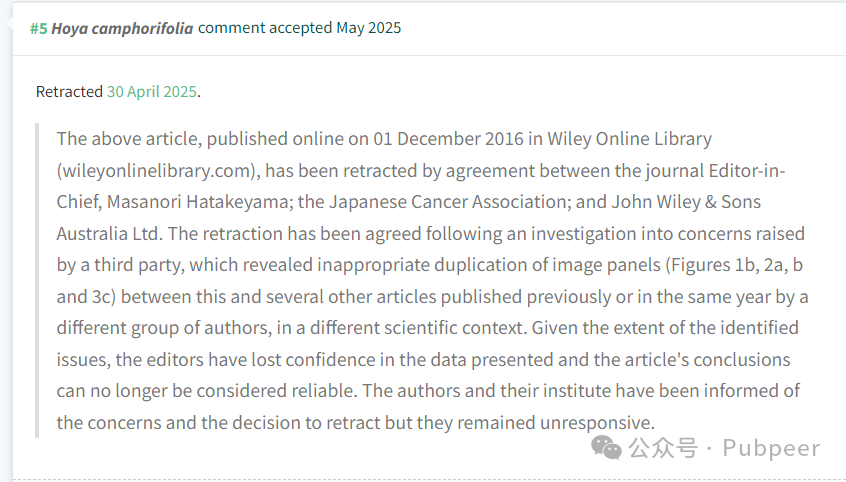 #5 Hoya camphorifolia comment accepted May 2025
Retracted 30 April 2025.
The above article, published online on 01 December 2016 in Wiley Online Library
(wileyonlinelibrary.com), has been retracted by agreement between the journal Editor-in-
Chief, Masanori Hatakeyama; the Japanese Cancer Association; and John Wiley & Sons
Australia Ltd. The retraction has been agreed following an investigation into concerns raised
by a third party, which revealed inappropriate duplication of image panels (Figures 1b, 2a, b
and 3c) between this and several other articles published previously or in the same year by a
different group of authors, in a different scientific context. Given the extent of the identified
issues, the editors have lost confidence in the data presented and the article's conclusions
can no longer be considered reliable. The authors and their institute have been informed of
the concerns and the decision to retract but they remained unresponsive.
公众号 · Pubpeer